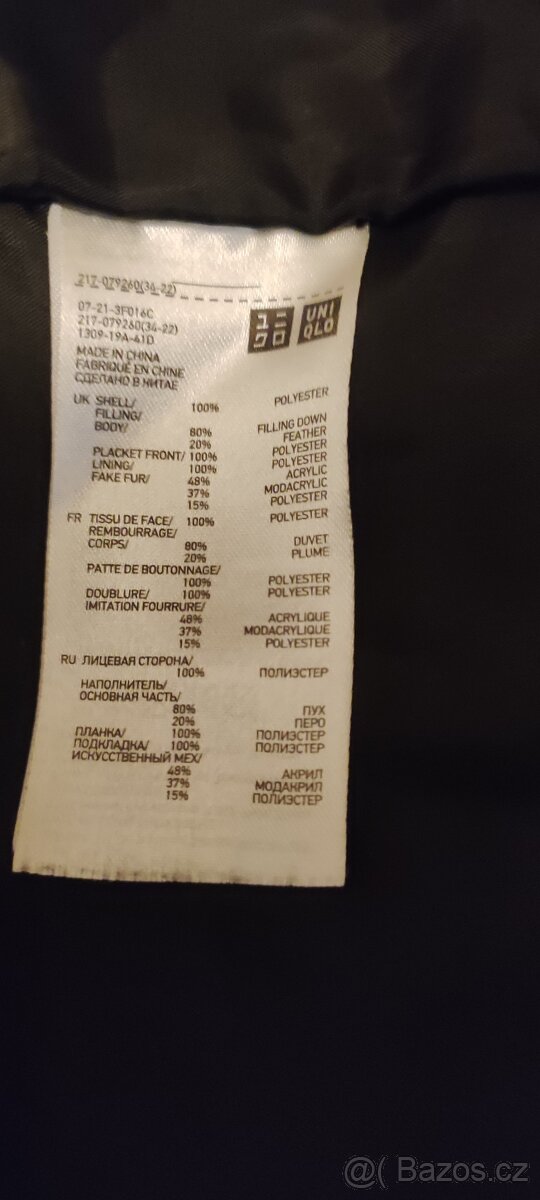 217-079260(34-22)
07-21-3F016C
217-079260(34-22)
1309-19A-41D
ユニ
クロ
UNI
QLO
MADE IN CHINA
FABRIQUÉ EN CHINE
СДЕЛАНО В КИТАЕ
UK SHELL/ 100% POLYESTER
FILLING/
BODY/ 80% FILLING DOWN
20% FEATHER
PLACKET FRONT/ 100% POLYESTER
LINING/ 100% POLYESTER
FAKE FUR/ 48% ACRYLIC
37% MODACRYLIC
15% POLYESTER
FR TISSU DE FACE/ 100% POLYESTER
REMBOURRAGE/
CORPS/ 80% DUVET
20% PLUME
PATTE DE BOUTONNAGE/
100% POLYESTER
DOUBLURE/ 100% POLYESTER
IMITATION FOURRURE/
48% ACRYLIQUE
37% MODACRYLIQUE
15% POLYESTER
RU ЛИЦЕВАЯ СТОРОНА/
100% ПОЛИЭСТЕР
НАПОЛНИТЕЛЬ/
ОСНОВНАЯ ЧАСТЬ/
80% ПУХ
20% ПЕРО
ПЛАНКА/ 100% ПОЛИЭСТЕР
ПОДКЛАДКА/ 100% ПОЛИЭСТЕР
ИСКУССТВЕННЫЙ МЕХ/
48% АКРИЛ
37% МОДАКРИЛ
15% ПОЛИЭСТЕР
@( Bazos.cz